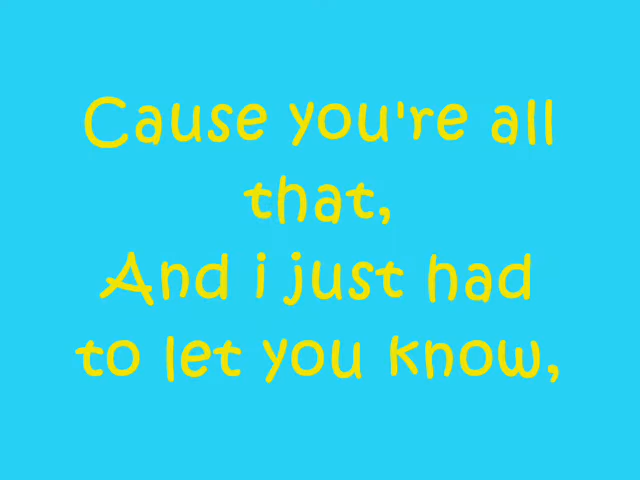 Cause you're all
that,
And i just had
to let you know,